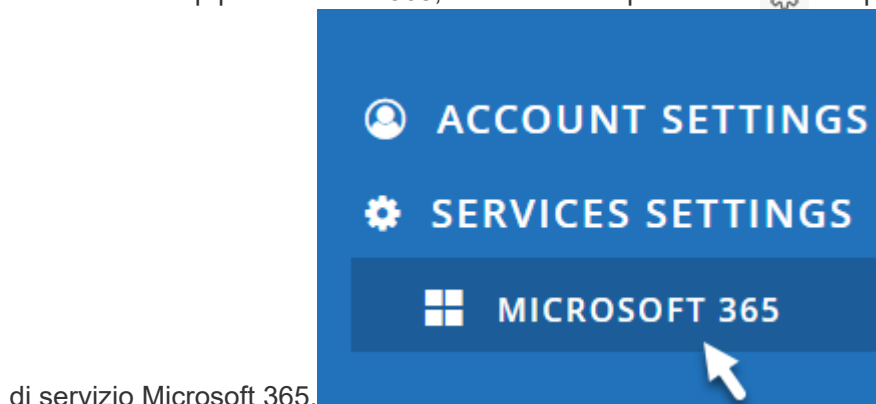 ACCOUNT SETTINGS
SERVICES SETTINGS
MICROSOFT 365
di servizio Microsoft 365.